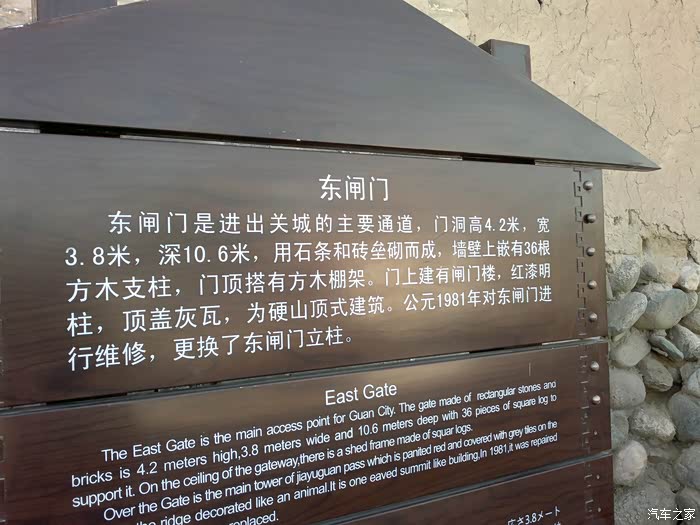 东闸门
东闸门是进出关城的主要通道，门洞高4.2米，宽
3.8米，深10.6米，用石条和砖垒砌而成，墙壁上嵌有36根
方木支柱，门顶搭有方木棚架。门上建有闸门楼，红漆明
柱，顶盖灰瓦，为硬山顶式建筑。公元1981年对东闸门进
行维修，更换了东闸门立柱。
East Gate
The East Gate is the main access point for Guan City. The gate made of rectangular stones and
bricks is 4.2 meters high,3.8 meters wide and 10.6 meters deep with 36 pieces of square log to
support it. On the ceiling of the gateway,there is a shed frame made of squar logs.
Over the Gate is the main tower of jiayuguan pass which is panited red and covered with grey tiles on the
the ridge decorated like an animal.It is one eaved summit like building,In 1981,it was repaired
replaced.
さ3.8メート
汽车之家